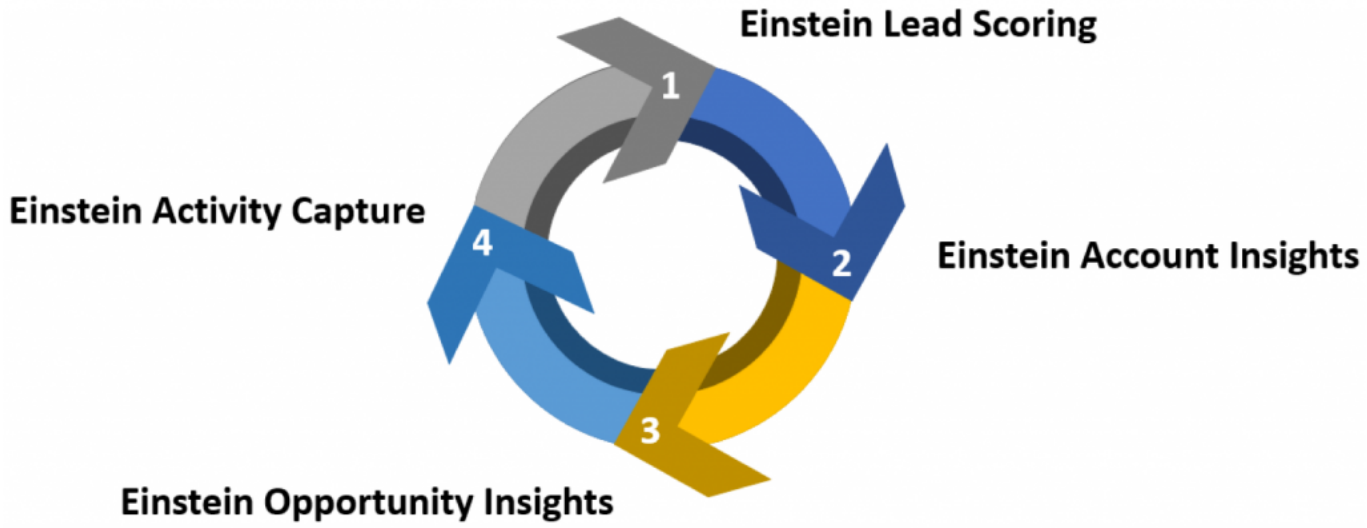 Einstein Lead Scoring
1
Einstein Account Insights
2
Einstein Opportunity Insights
3
Einstein Activity Capture
4